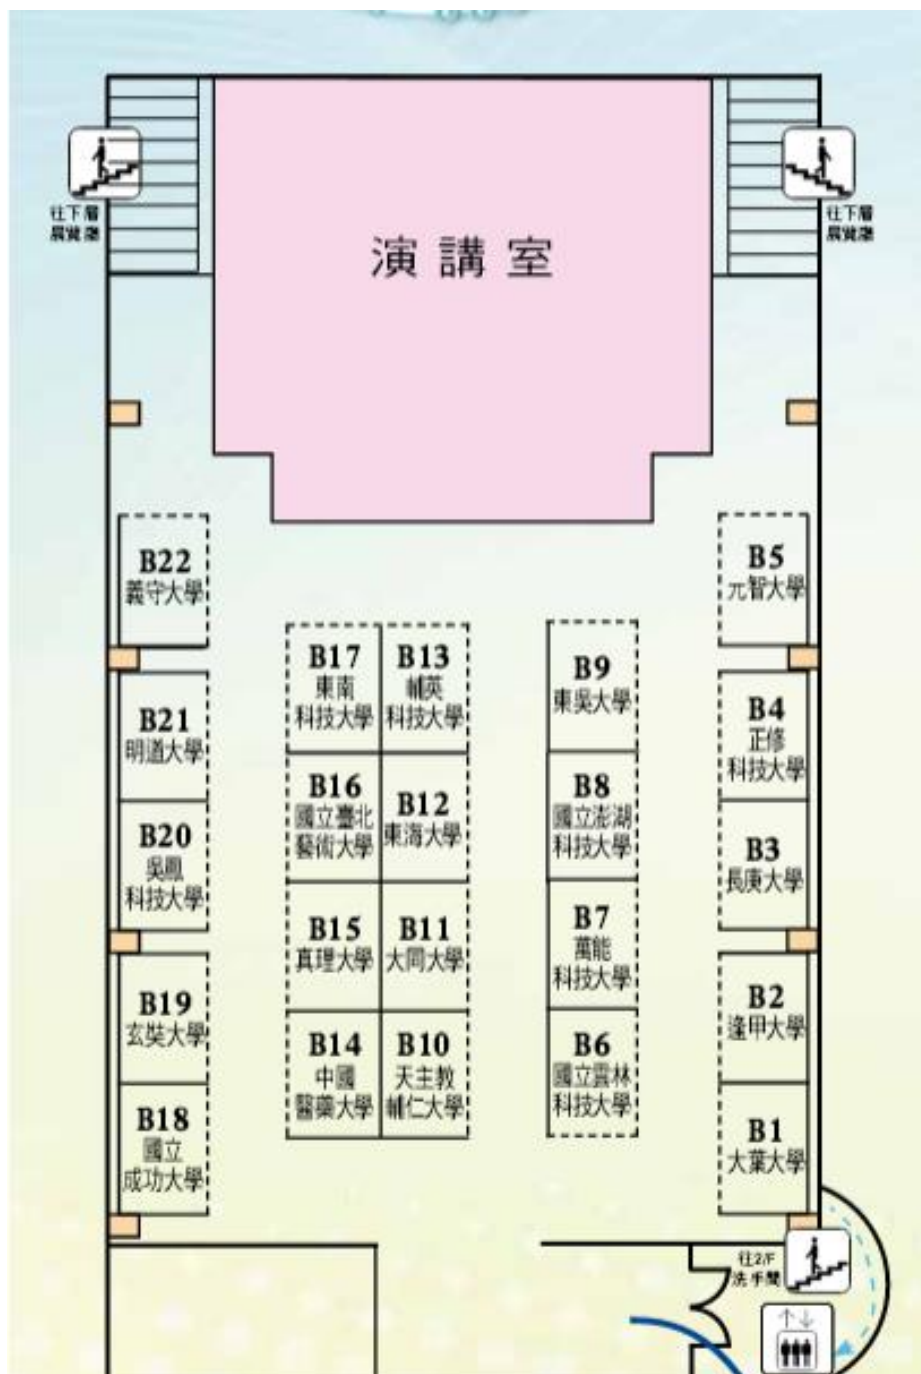 往下層
展覽廳
往下層
展覽廳
演講室
B22
義守大學
B5
元智大學
B17
東南
科技大學
B13
輔英
科技大學
B9
東吳大學
B21
明道大學
B4
正修
科技大學
B16
國立臺北
藝術大學
B12
東海大學
B8
國立澎湖
科技大學
B20
吳鳳
科技大學
B3
長庚大學
B15
真理大學
B11
大同大學
B7
萬能
科技大學
B19
玄奘大學
B2
逢甲大學
B14
中國
醫藥大學
B10
天主教
輔仁大學
B6
國立雲林
科技大學
B18
國立
成功大學
B1
大葉大學
往2/F
洗手間